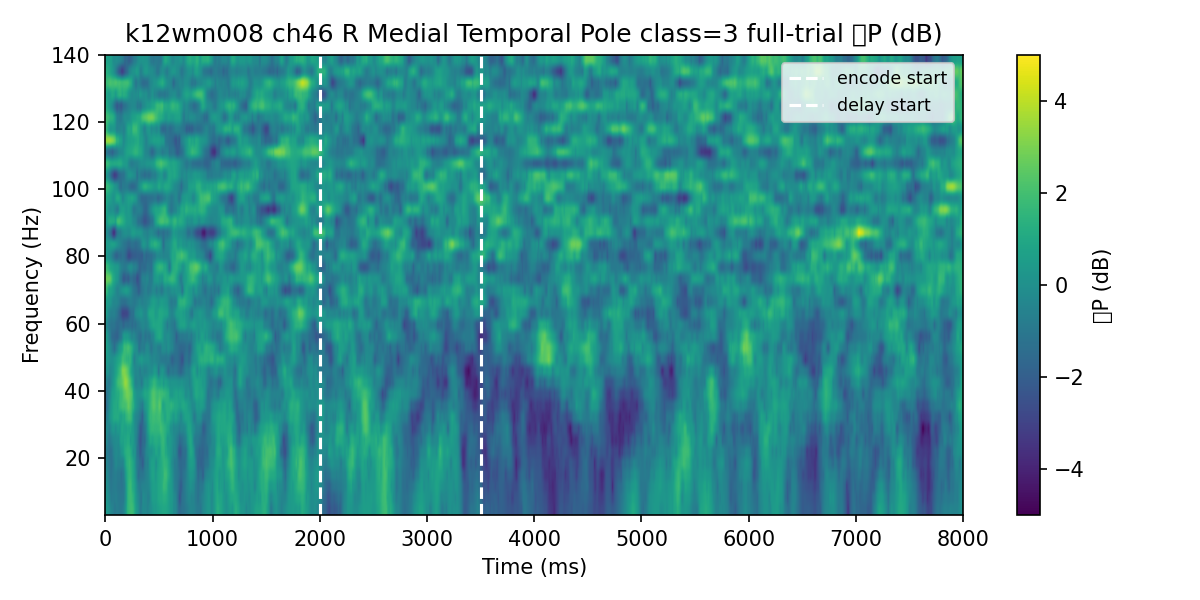 k12wm008 ch46 R Medial Temporal Pole class=3 full-trial ▯P (dB)
140
120
100
80
60
40
20
Frequency (Hz)
encode start
delay start
0 1000 2000 3000 4000 5000 6000 7000 8000
Time (ms)
4
2
0
−2
−4
▯P (dB)